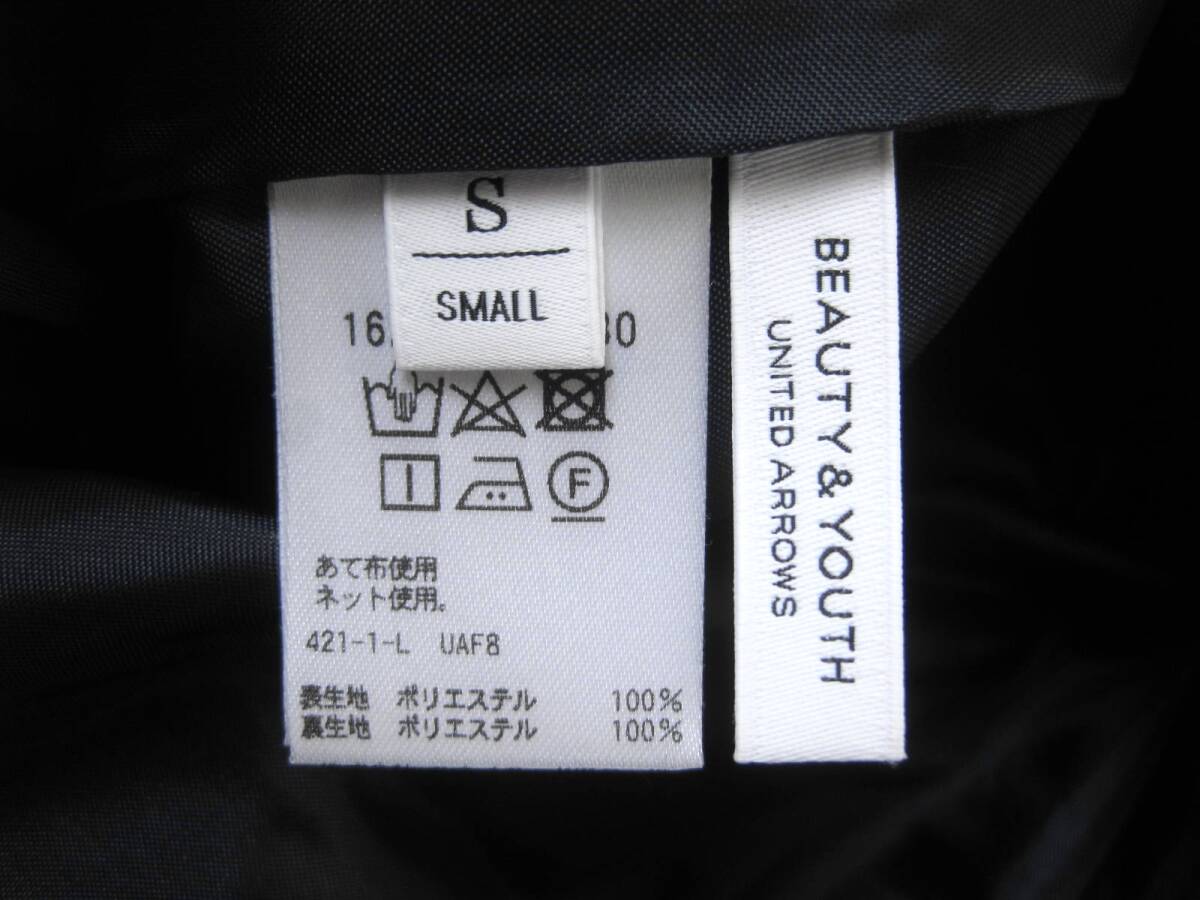 S
SMALL
あて布使用
ネット使用。
421-1-L UAF8
表生地 ポリエステル 100%
裏生地 ポリエステル 100%
BEAUTY&YOUTH
UNITED ARROWS